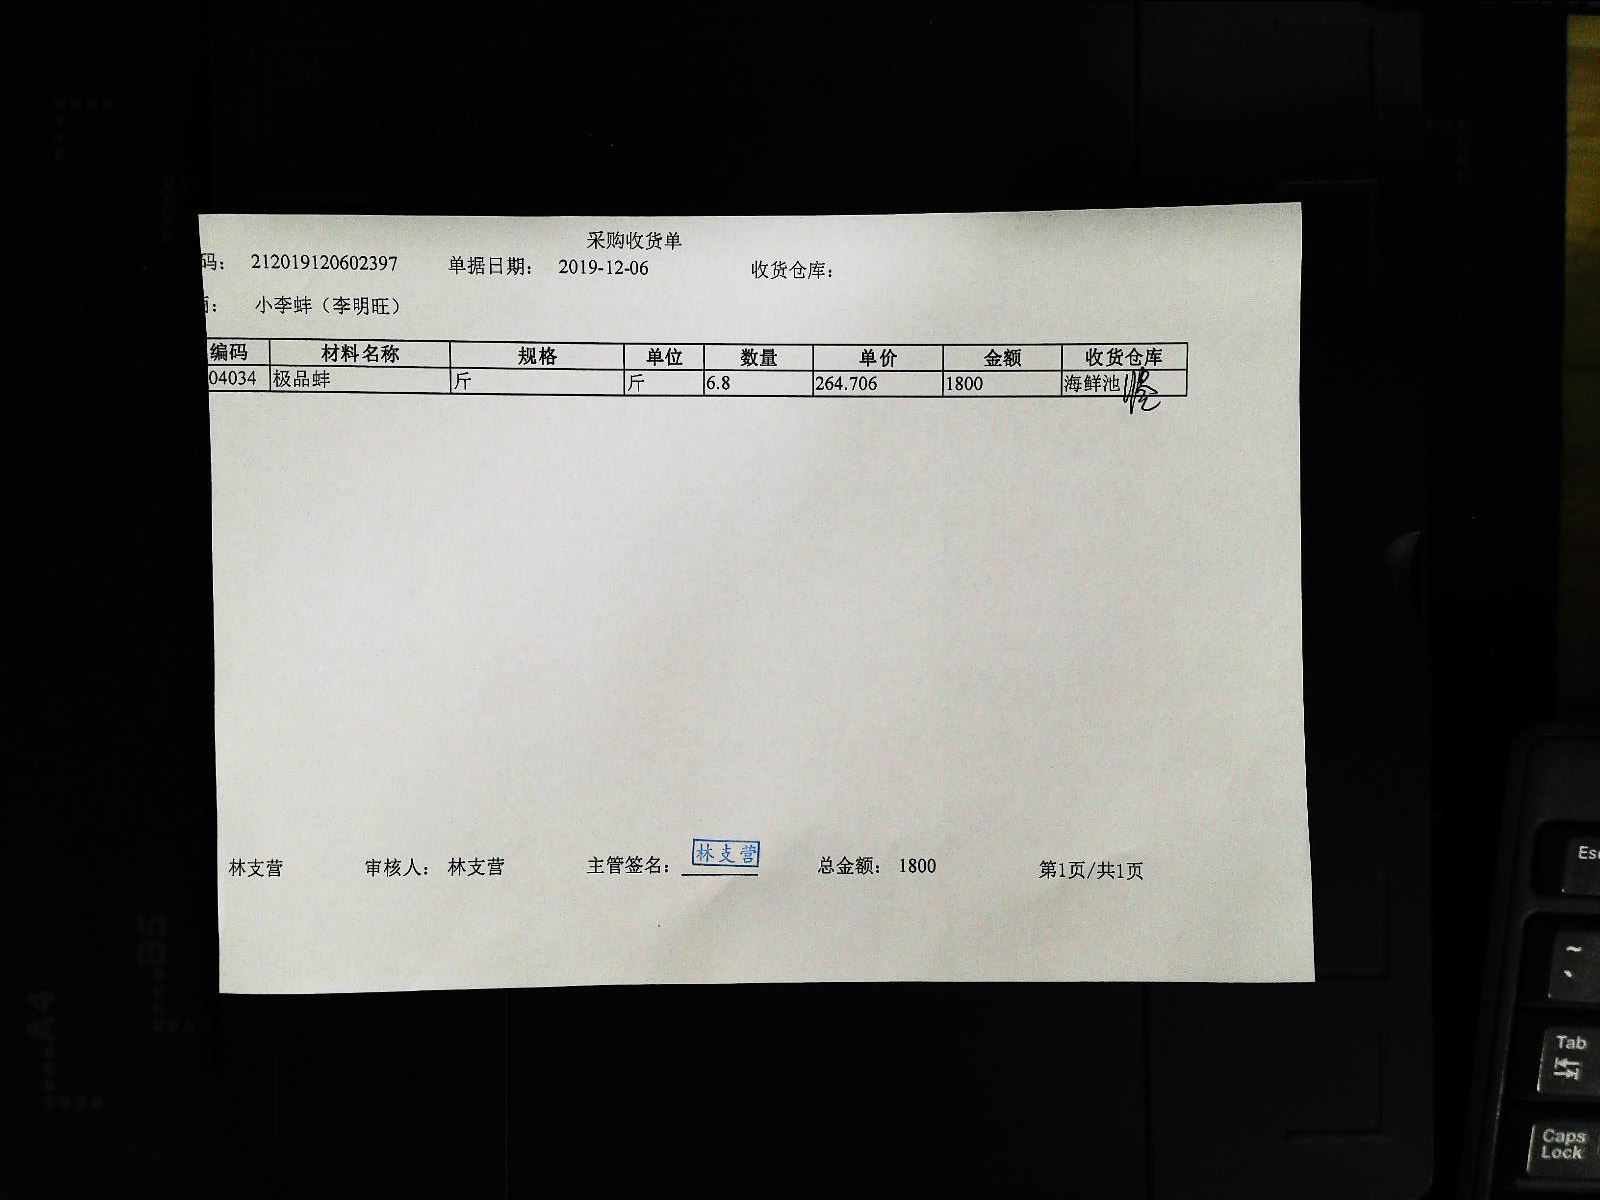 采购收货单
码： 212019120602397 单据日期： 2019-12-06 收货仓库：
小李蚌（李明旺）
编码 材料名称 规格 单位 数量 单价 金额 收货仓库
04034 极品蚌 斤 斤 6.8 264.706 1800 海鲜池
林支营 审核人： 林支营 主管签名： 林支营 总金额： 1800 第1页/共1页
B5
A4
Esc
~
Tab
Caps Lock